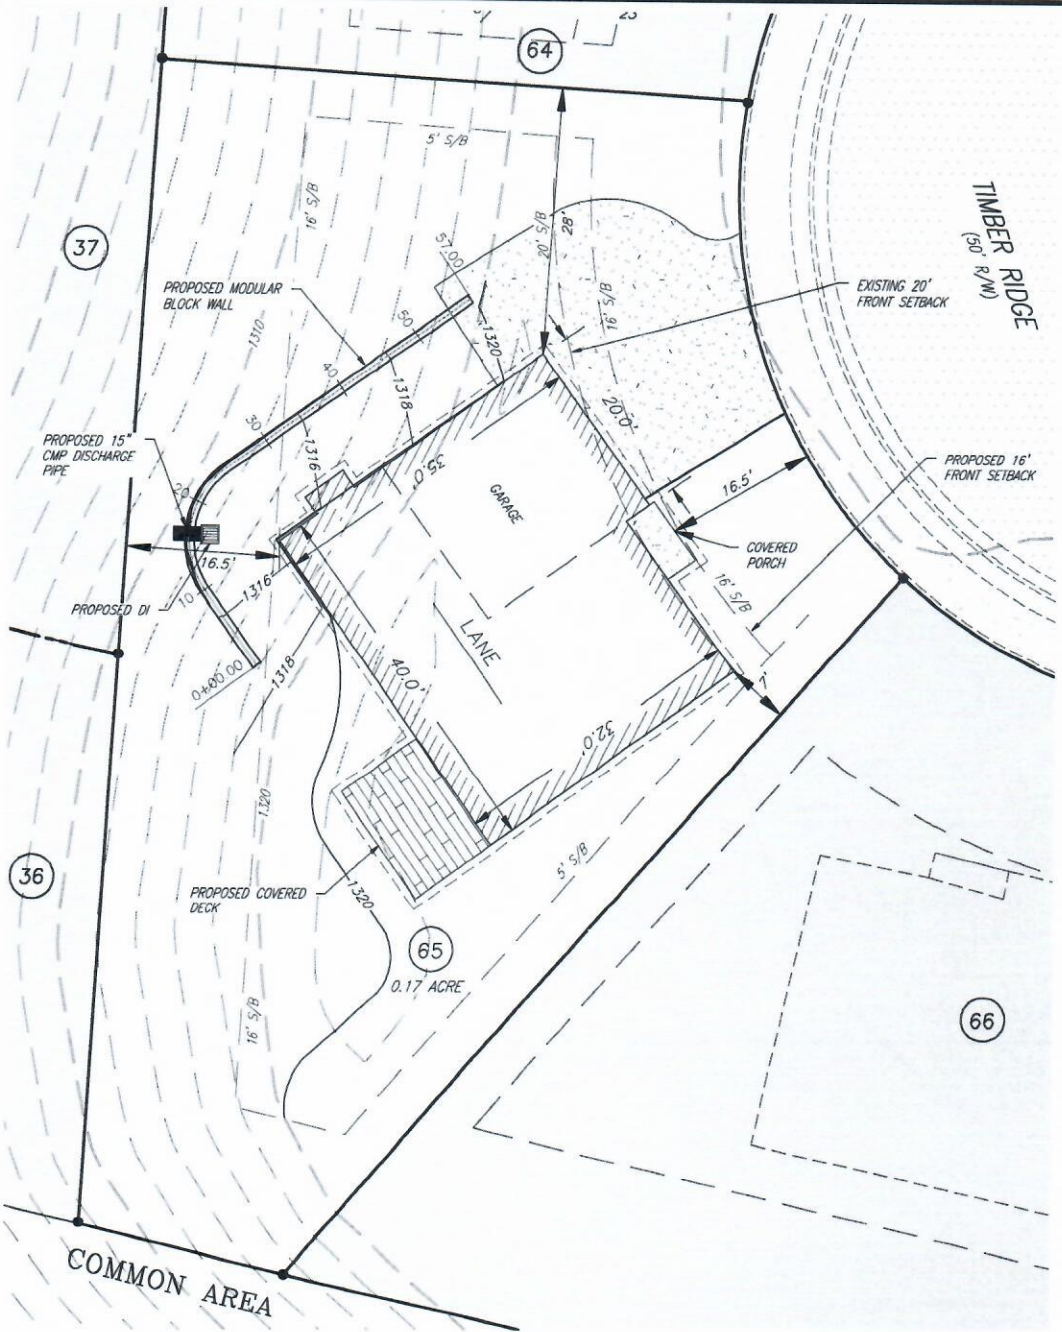 25
64
5' S/B
16' S/B
20' S/B
28'
16' S/B
TIMBER RIDGE
(50' R/W)
37
57.00
PROPOSED MODULAR
BLOCK WALL
EXISTING 20'
FRONT SETBACK
1310
50
1320
40
1318
20.0'
30
1316
35.0'
GARAGE
PROPOSED 15"
CMP DISCHARGE
PIPE
20
16.5'
PROPOSED 16'
FRONT SETBACK
COVERED
PORCH
16.5'
16' S/B
10
1316
PROPOSED DI
LANE
0+00.00
1318
40.0'
7'
32.0'
1320
5' S/B
36
PROPOSED COVERED
DECK
1320
65
0.17 ACRE
16' S/B
66
COMMON AREA